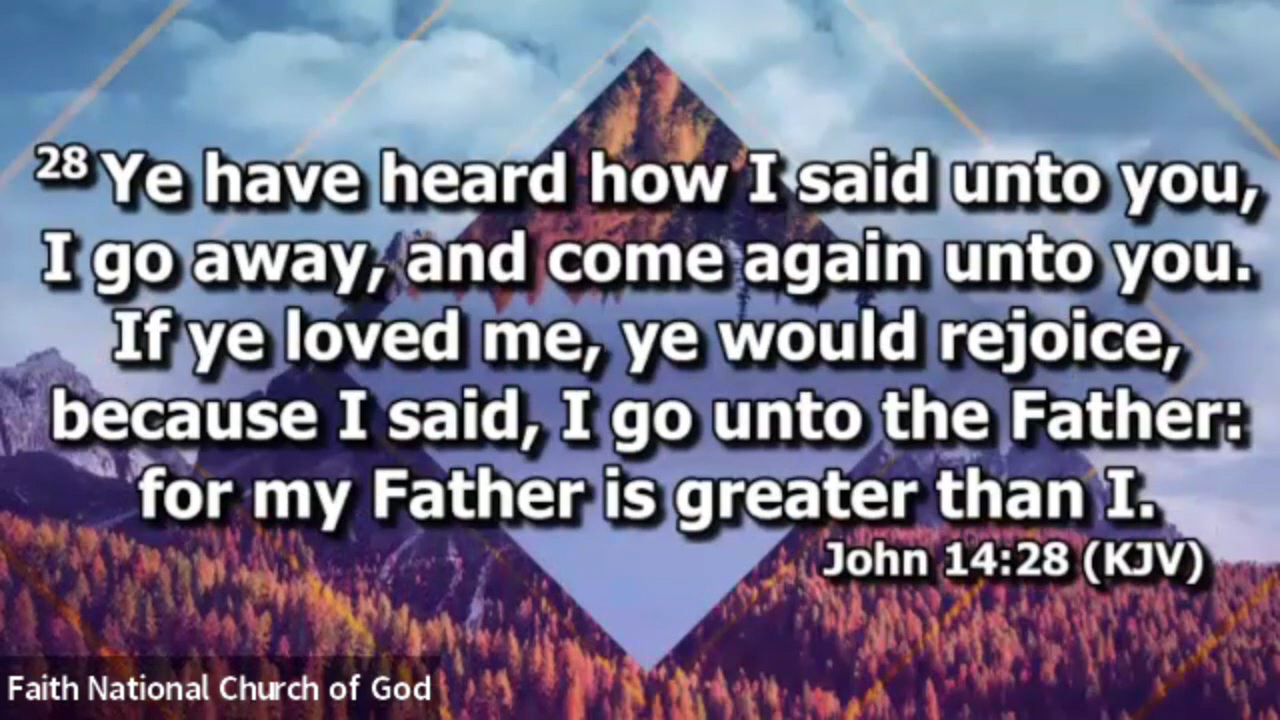 28 Ye have heard how I said unto you,
I go away, and come again unto you.
If ye loved me, ye would rejoice,
because I said, I go unto the Father:
for my Father is greater than I.
John 14:28 (KJV)
Faith National Church of God